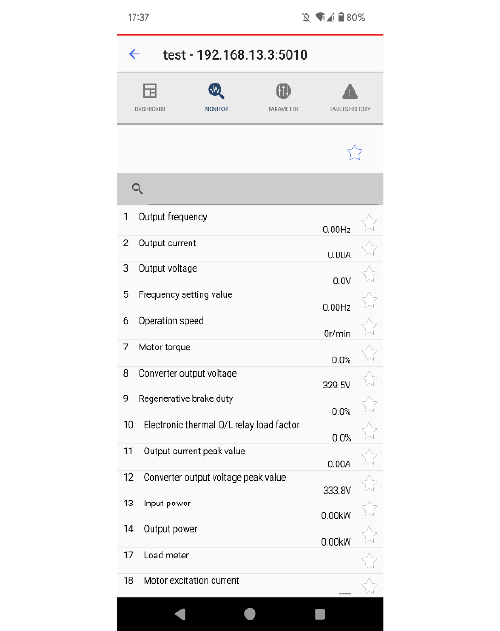 17:37
80%
test - 192.168.13.3:5010
DASHBOARD
MONITOR
PARAMETER
FAULTS HISTORY
1 Output frequency
0.00Hz
2 Output current
0.00A
3 Output voltage
0.0V
5 Frequency setting value
0.00Hz
6 Operation speed
0r/min
7 Motor torque
0.0%
8 Converter output voltage
329.5V
9 Regenerative brake duty
0.0%
10 Electronic thermal O/L relay load factor
0.0%
11 Output current peak value
0.00A
12 Converter output voltage peak value
333.8V
13 Input power
0.00kW
14 Output power
0.00kW
17 Load meter
18 Motor excitation current